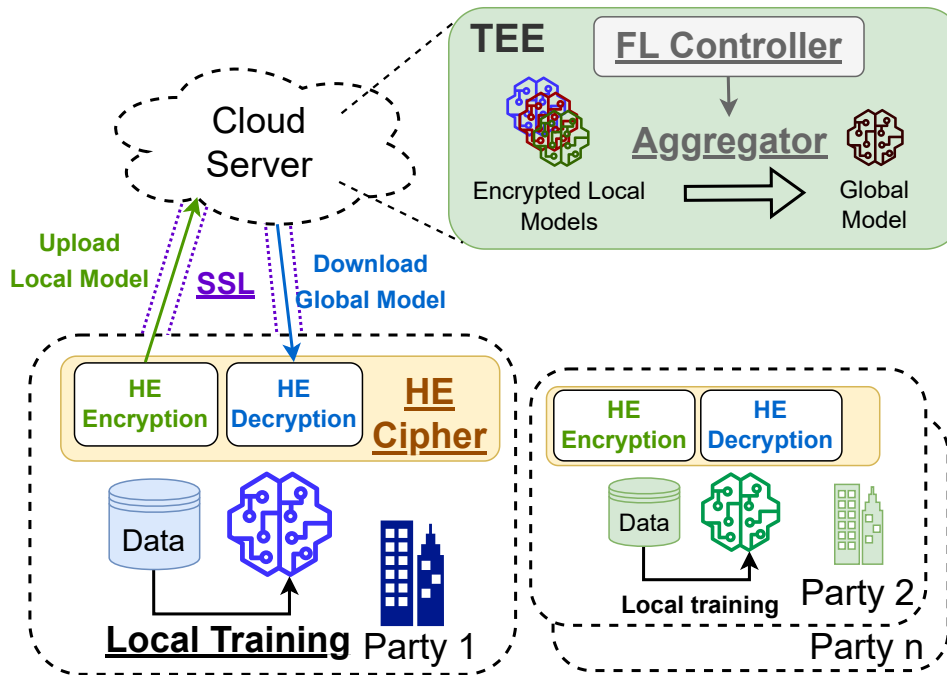 TEE
FL Controller
Aggregator
Encrypted Local
Models
Global
Model
Cloud
Server
Upload
Local Model
SSL
Download
Global Model
HE
Encryption
HE
Decryption
HE
Cipher
Data
Local Training
Party 1
HE
Encryption
HE
Decryption
Data
Local training
Party 2
Party n